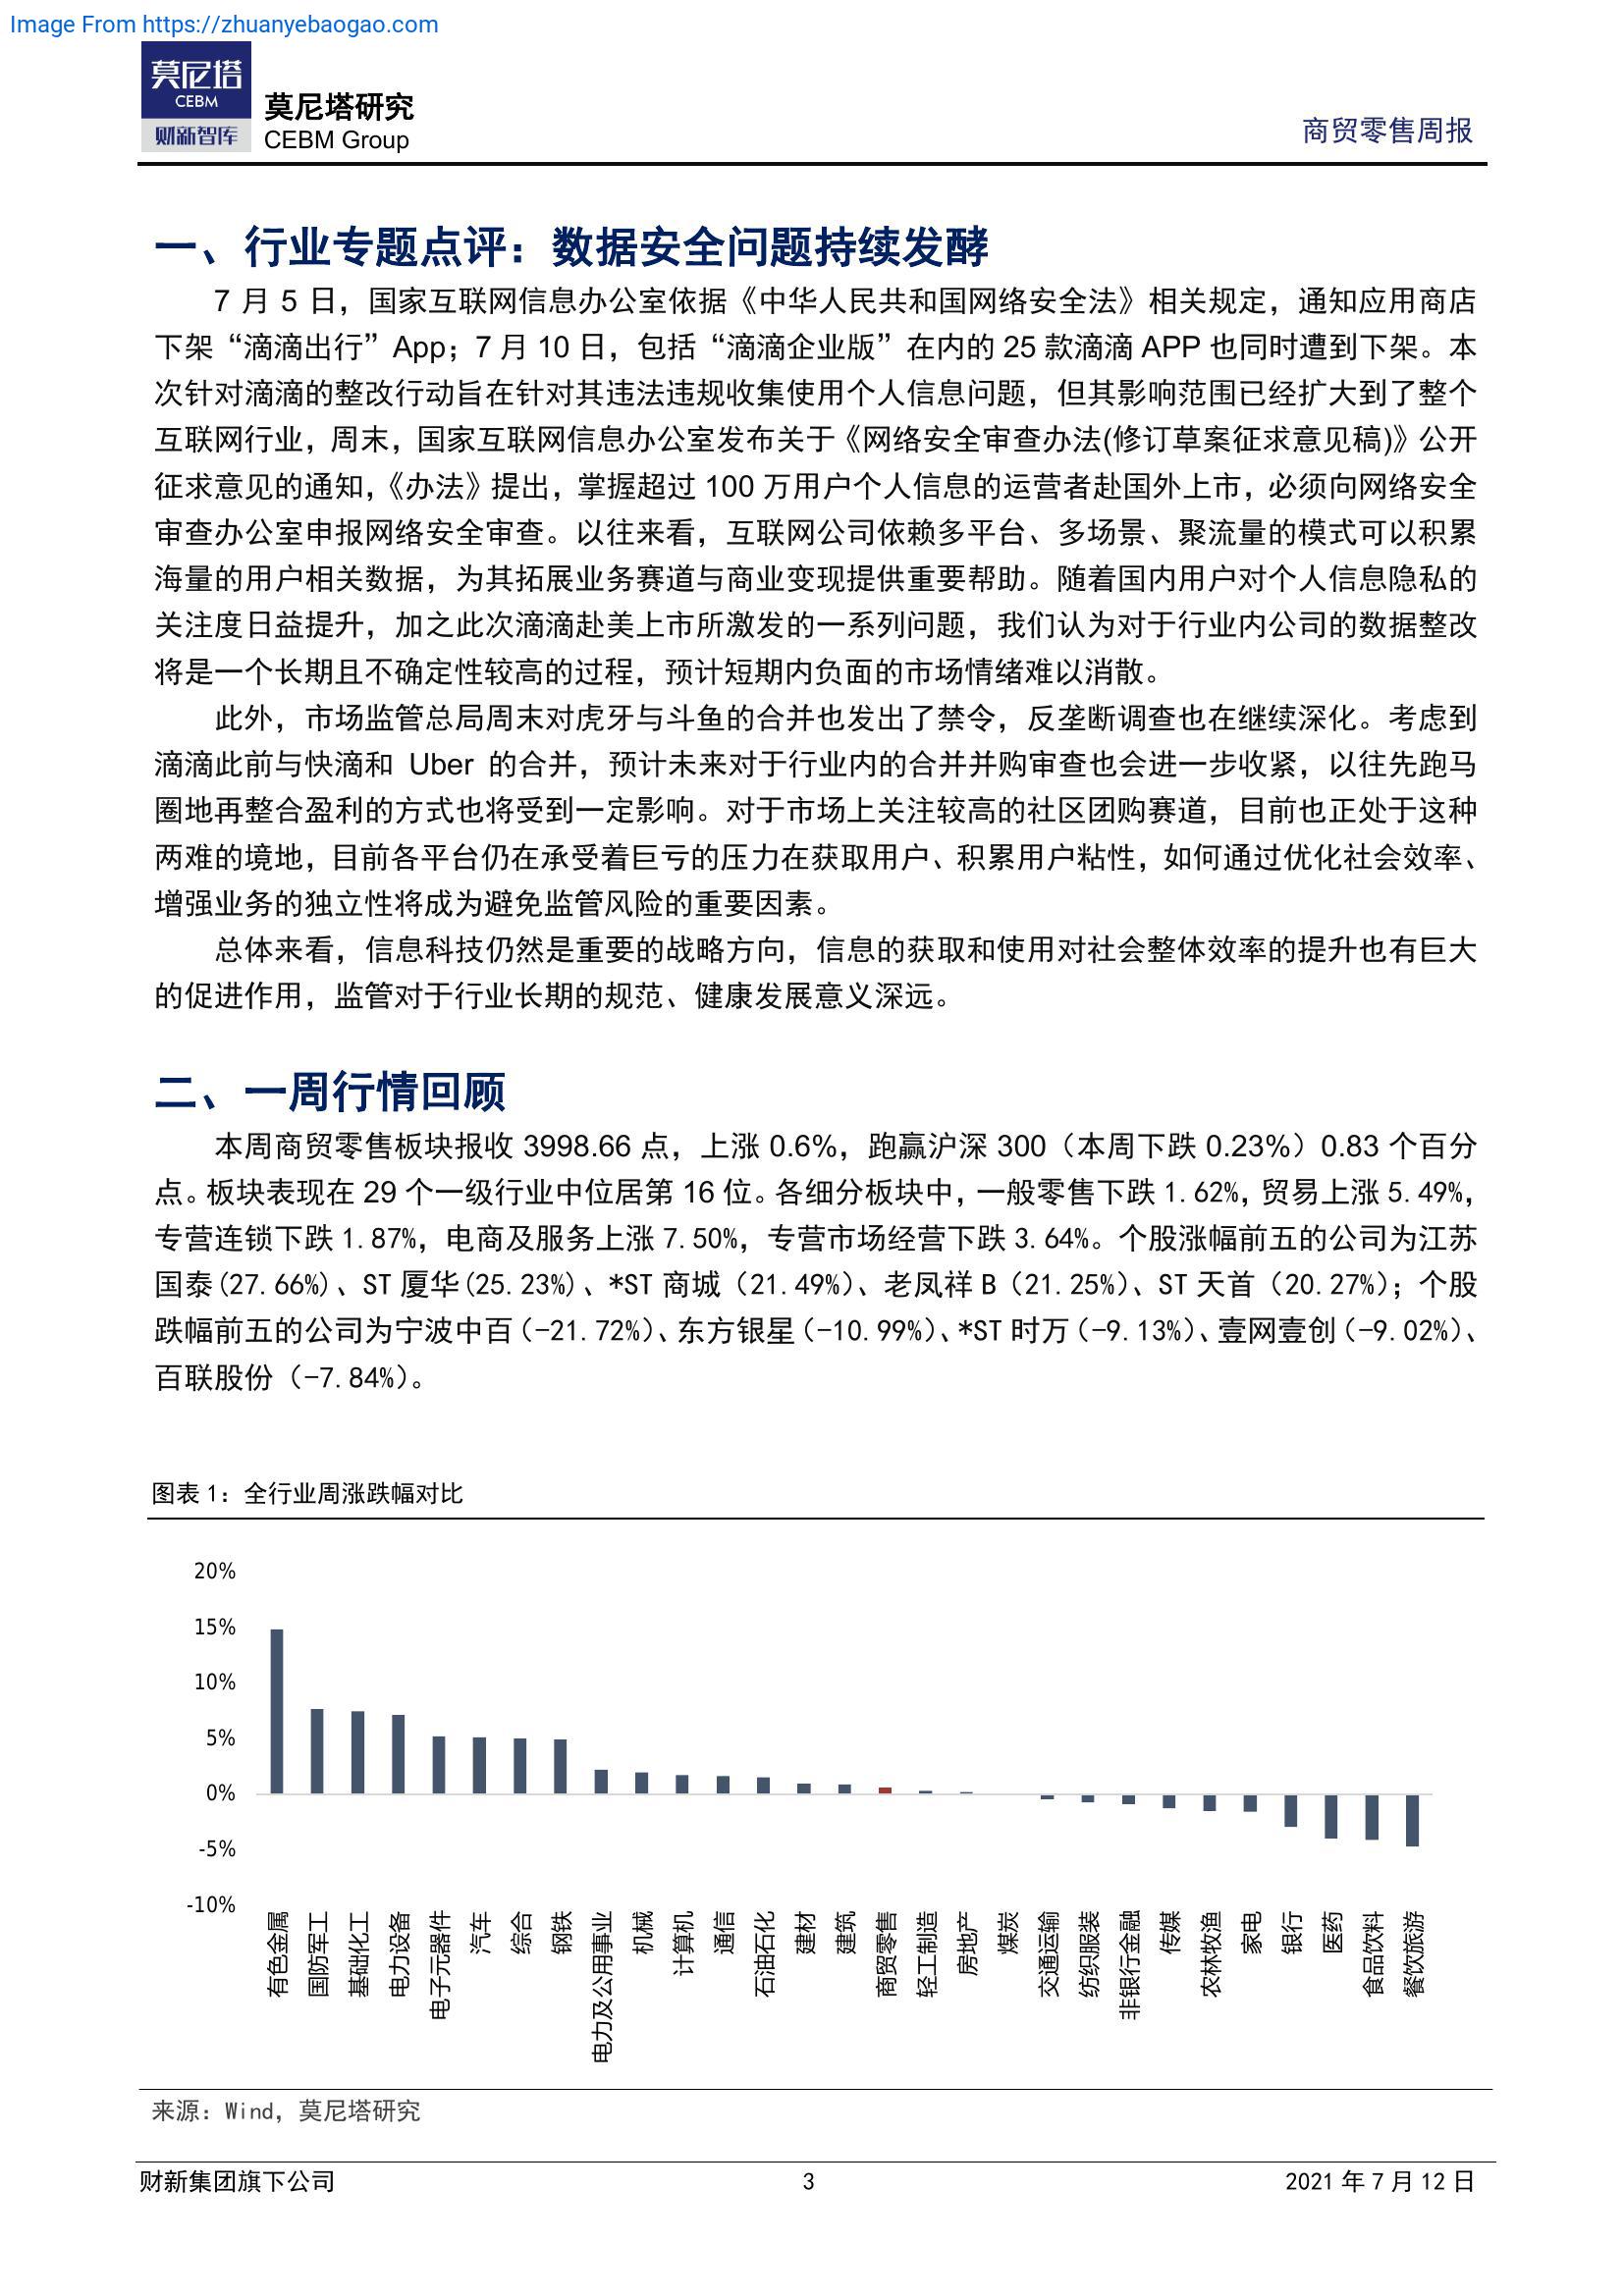 Image From https://zhuanyebaogao.com
莫尼塔
CEBM
财新智库
莫尼塔研究
CEBM Group
商贸零售周报
一、行业专题点评：数据安全问题持续发酵
7 月 5 日，国家互联网信息办公室依据《中华人民共和国网络安全法》相关规定，通知应用商店
下架“滴滴出行”App；7 月 10 日，包括“滴滴企业版”在内的 25 款滴滴 APP 也同时遭到下架。本
次针对滴滴的整改行动旨在针对其违法违规收集使用个人信息问题，但其影响范围已经扩大到了整个
互联网行业，周末，国家互联网信息办公室发布关于《网络安全审查办法(修订草案征求意见稿)》公开
征求意见的通知，《办法》提出，掌握超过 100 万用户个人信息的运营者赴国外上市，必须向网络安全
审查办公室申报网络安全审查。以往来看，互联网公司依赖多平台、多场景、聚流量的模式可以积累
海量的用户相关数据，为其拓展业务赛道与商业变现提供重要帮助。随着国内用户对个人信息隐私的
关注度日益提升，加之此次滴滴赴美上市所激发的一系列问题，我们认为对于行业内公司的数据整改
将是一个长期且不确定性较高的过程，预计短期内负面的市场情绪难以消散。
此外，市场监管总局周末对虎牙与斗鱼的合并也发出了禁令，反垄断调查也在继续深化。考虑到
滴滴此前与快滴和 Uber 的合并，预计未来对于行业内的合并并购审查也会进一步收紧，以往先跑马
圈地再整合盈利的方式也将受到一定影响。对于市场上关注较高的社区团购赛道，目前也正处于这种
两难的境地，目前各平台仍在承受着巨亏的压力在获取用户、积累用户粘性，如何通过优化社会效率、
增强业务的独立性将成为避免监管风险的重要因素。
总体来看，信息科技仍然是重要的战略方向，信息的获取和使用对社会整体效率的提升也有巨大
的促进作用，监管对于行业长期的规范、健康发展意义深远。
二、一周行情回顾
本周商贸零售板块报收 3998.66 点，上涨 0.6%，跑赢沪深 300（本周下跌 0.23%）0.83 个百分
点。板块表现在 29 个一级行业中位居第 16 位。各细分板块中，一般零售下跌 1.62%，贸易上涨 5.49%，
专营连锁下跌 1.87%，电商及服务上涨 7.50%，专营市场经营下跌 3.64%。个股涨幅前五的公司为江苏
国泰(27.66%)、ST 厦华(25.23%)、*ST 商城（21.49%）、老凤祥 B（21.25%）、ST 天首（20.27%）；个股
跌幅前五的公司为宁波中百（-21.72%）、东方银星（-10.99%）、*ST 时万（-9.13%）、壹网壹创（-9.02%）、
百联股份（-7.84%）。
图表 1：全行业周涨跌幅对比
20%
15%
10%
5%
0%
-5%
-10%
有色金属
国防军工
基础化工
电力设备
电子元器件
汽车
综合
钢铁
电力及公用事业
机械
计算机
通信
石油石化
建材
建筑
商贸零售
轻工制造
房地产
煤炭
交通运输
纺织服装
非银行金融
传媒
农林牧渔
家电
银行
医药
食品饮料
餐饮旅游
来源：Wind，莫尼塔研究
财新集团旗下公司
3
2021 年 7 月 12 日